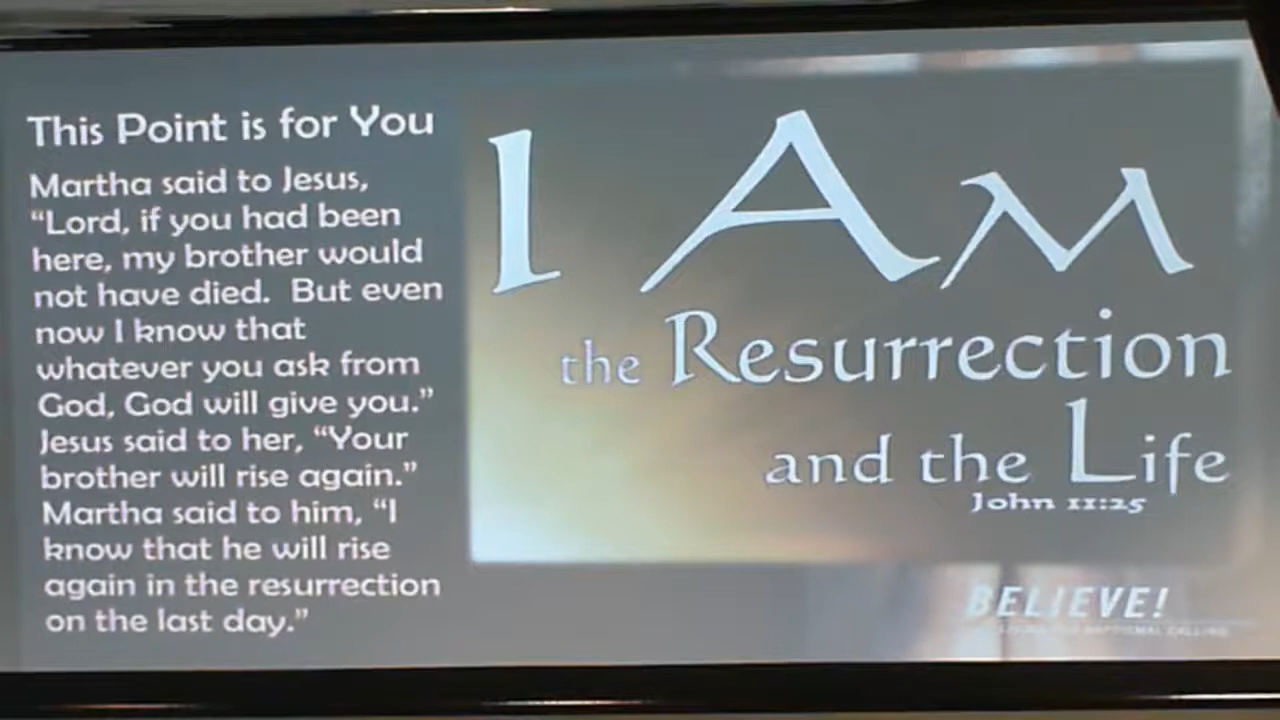 This Point is for You
Martha said to Jesus,
“Lord, if you had been
here, my brother would
not have died.  But even
now I know that
whatever you ask from
God, God will give you.”
Jesus said to her, “Your
brother will rise again.”
Martha said to him, “I
know that he will rise
again in the resurrection
on the last day.”
I AM
the Resurrection
and the Life
John 11:25
BELIEVE!
BAPTISMAL CALLING